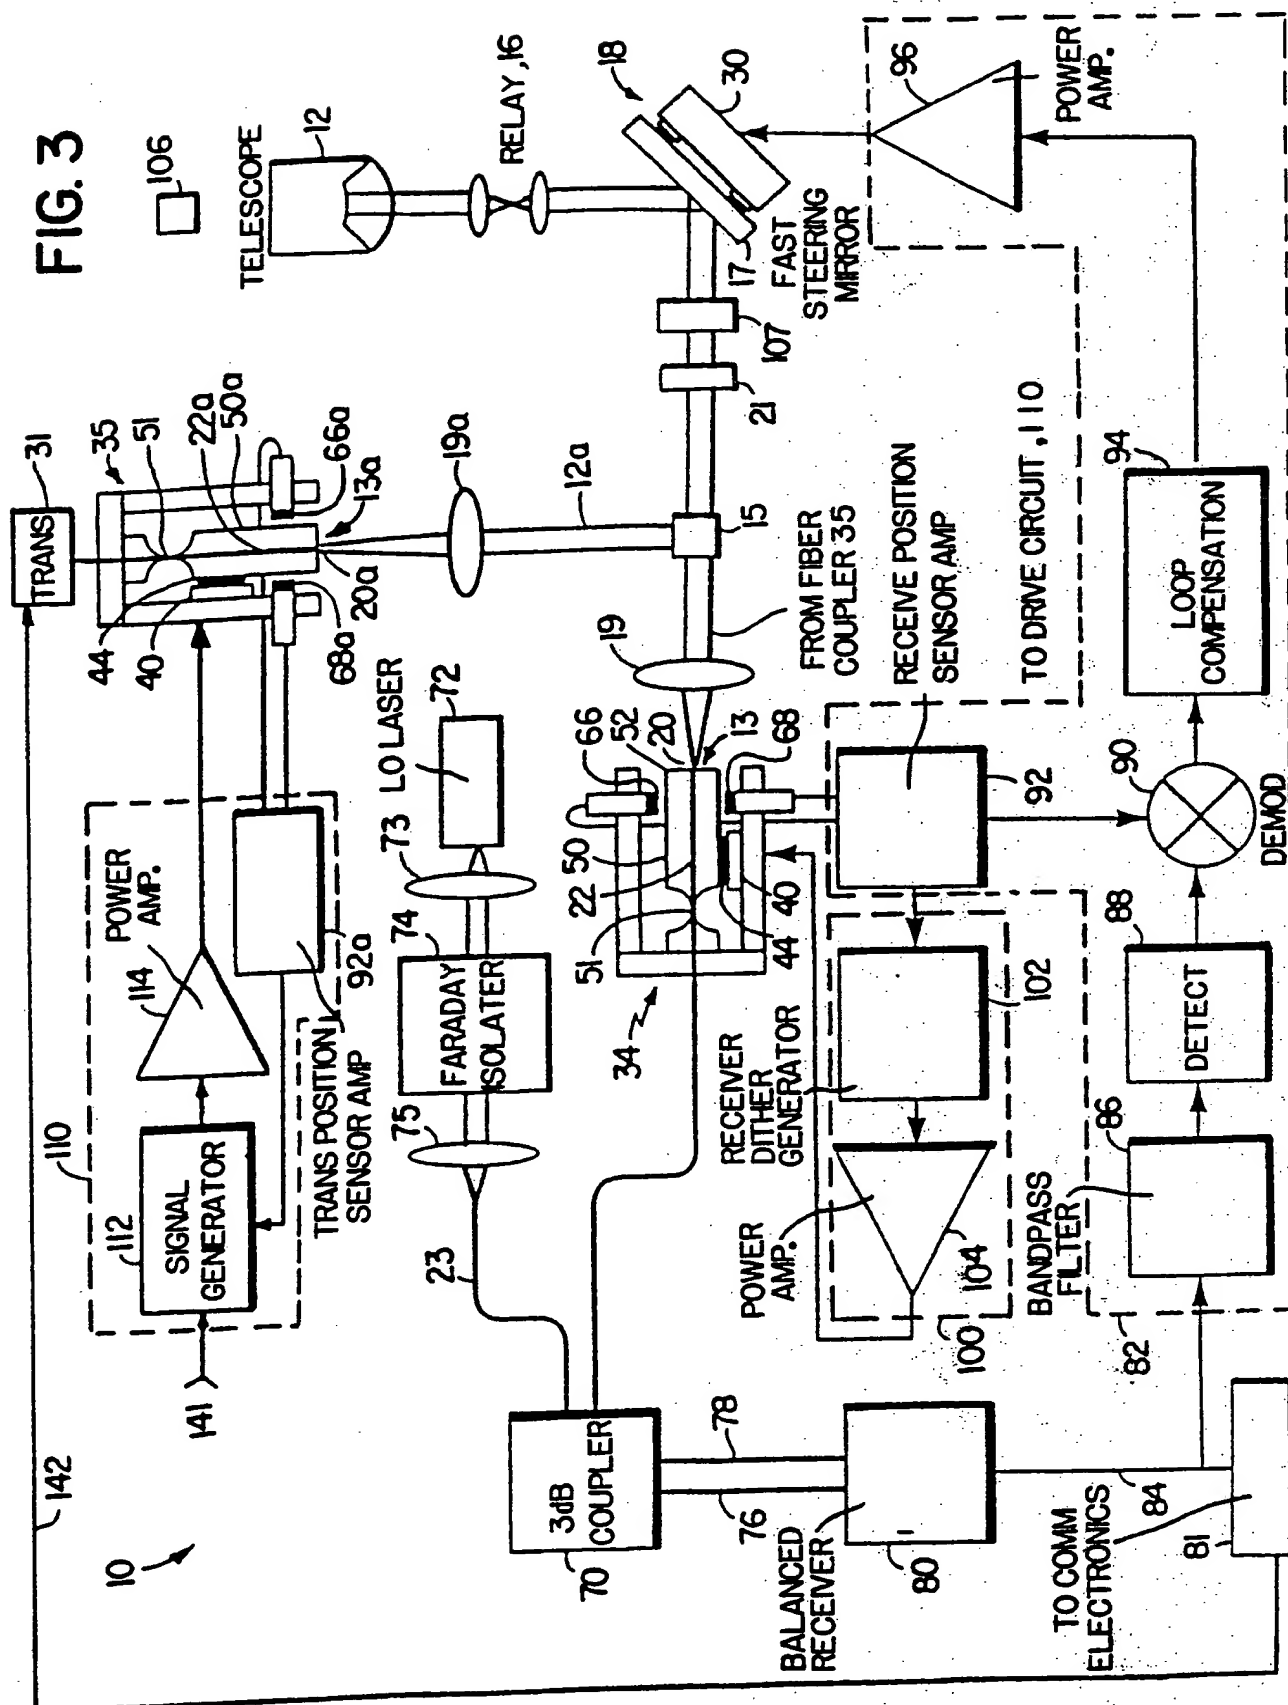 FIG. 3
106
TELESCOPE
12
RELAY, 16
18
30
17
FAST
STEERING
MIRROR
96
POWER
AMP.
107
21
15
12a
19a
31
TRANS
35
51
22a
50a
66a
13a
20a
68a
44
40
142
10
110
112
SIGNAL
GENERATOR
141
114
POWER
AMP.
92a
TRANS POSITION
SENSOR AMP
LO LASER
72
73
74
FARADAY
ISOLATER
75
23
3dB
COUPLER
70
76
78
BALANCED
RECEIVER
80
19
FROM FIBER
COUPLER 35
RECEIVE POSITION
SENSOR AMP
TO DRIVE CIRCUIT, 110
34
51
22
50
66
52
20
13
68
40
44
92
RECEIVER
DITHER
GENERATOR
102
POWER
AMP.
104
100
BANDPASS
FILTER
82
86
DETECT
88
90
DEMOD
94
LOOP
COMPENSATION
84
TO COMM
ELECTRONICS
81